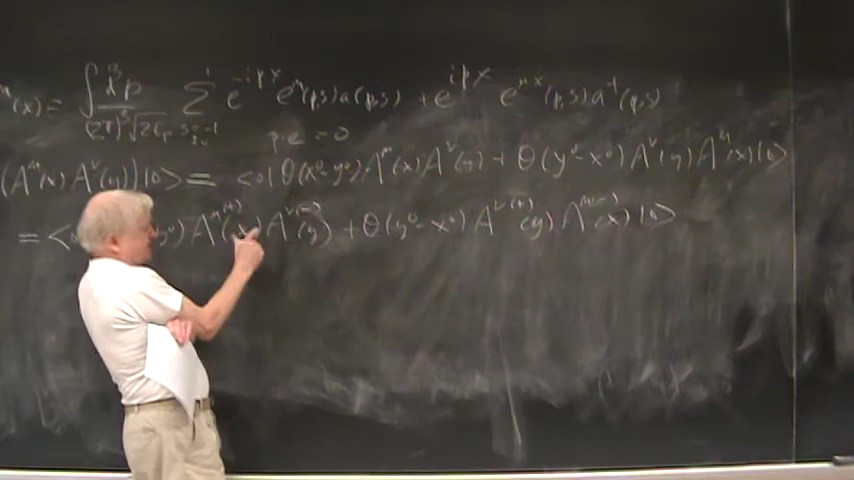 ^μ(x) = ∫ d³p / (2π)³√2E_p Σ_{s=-1}^{1} e^{-ipx} e^μ(p,s) a(p,s) + e^{ipx} e^{*μ}(p,s) a†(p,s)
p·e = 0
(A^μ(x) A^ν(y))|0> = <0|θ(x⁰-y⁰) A^μ(x) A^ν(y) + θ(y⁰-x⁰) A^ν(y) A^μ(x)|0>
= <0 y⁰) A^{μ(+)}(x) A^{ν(-)}(y) + θ(y⁰-x⁰) A^{ν(+)}(y) A^{μ(-)}(x)|0>